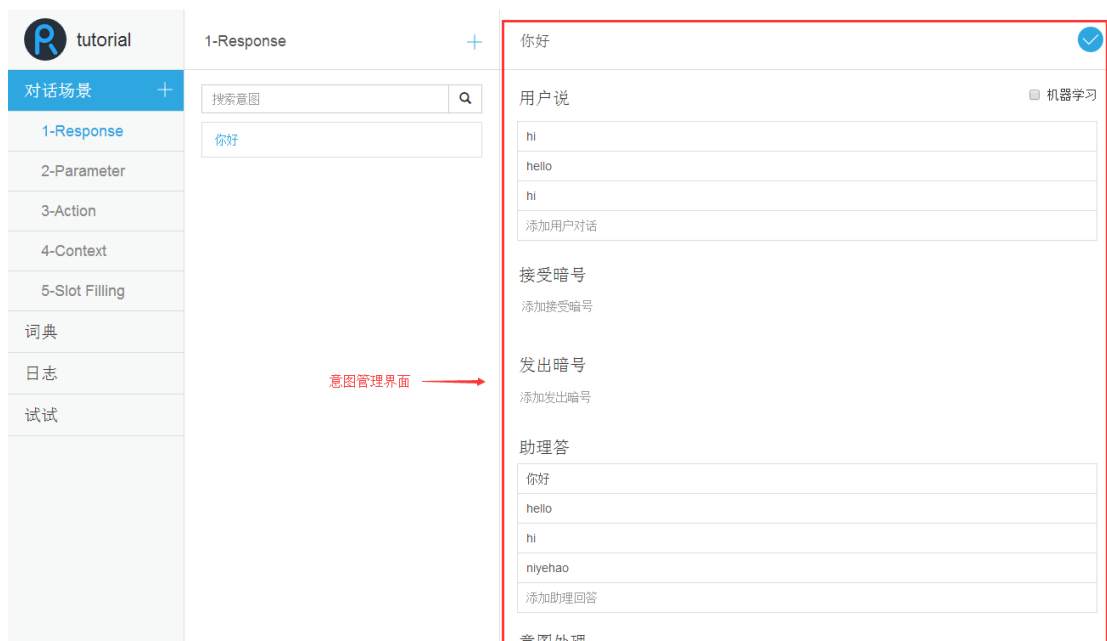 tutorial
对话场景
1-Response
2-Parameter
3-Action
4-Context
5-Slot Filling
词典
日志
试试
1-Response
搜索意图
你好
意图管理界面
你好
用户说
机器学习
hi
hello
hi
添加用户对话
接受暗号
添加接受暗号
发出暗号
添加发出暗号
助理答
你好
hello
hi
niyehao
添加助理回答
意图处理